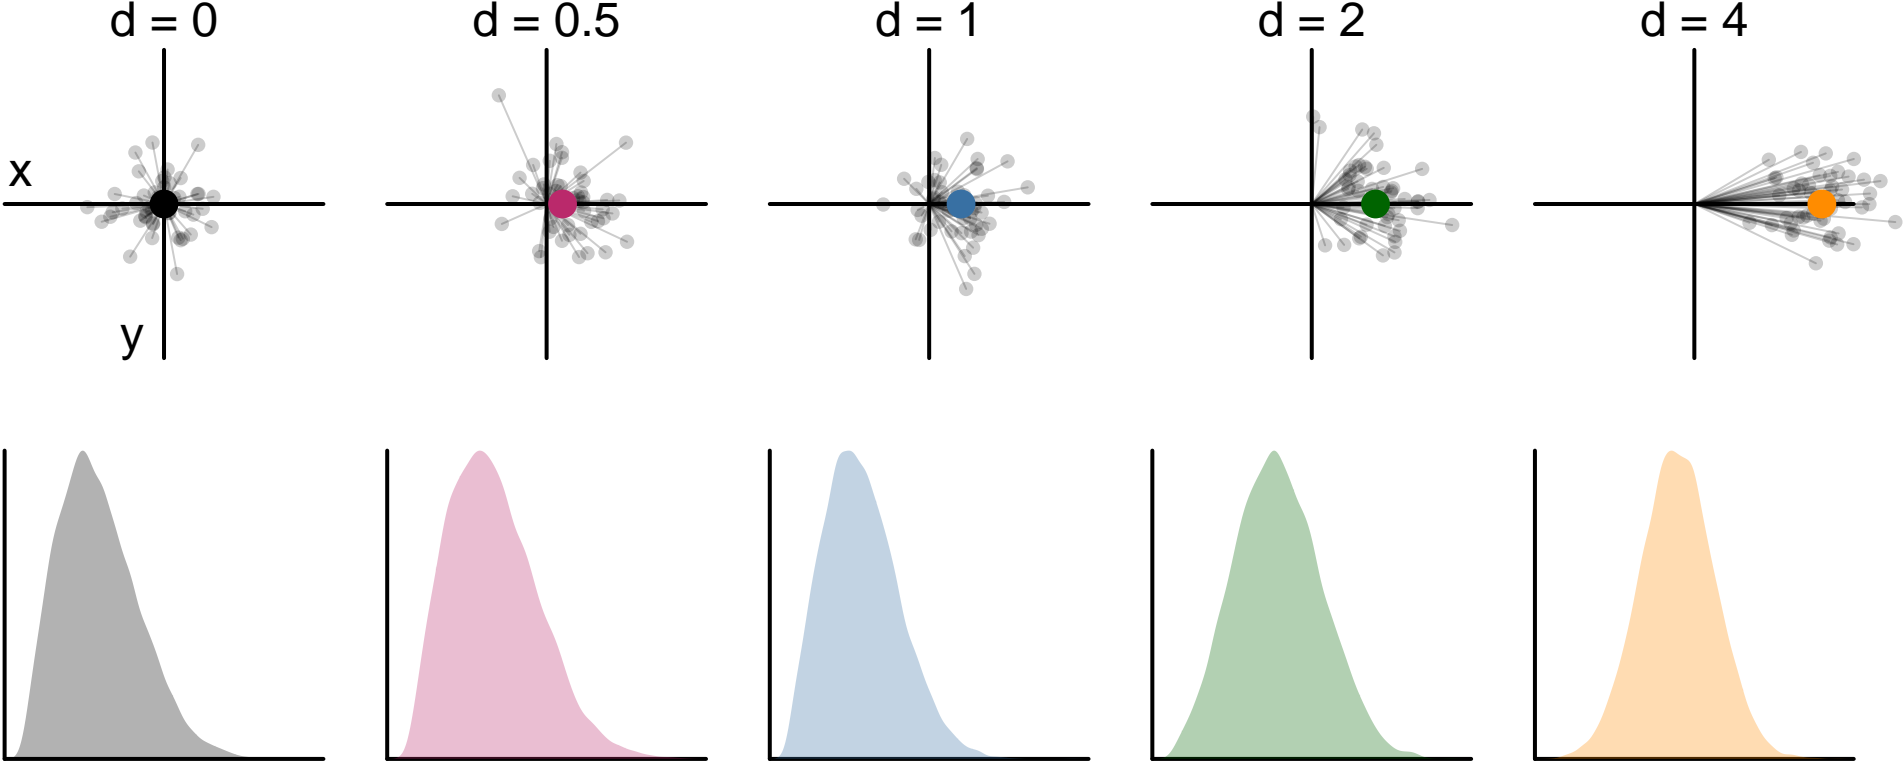 d = 0
d = 0.5
d = 1
d = 2
d = 4
x
y